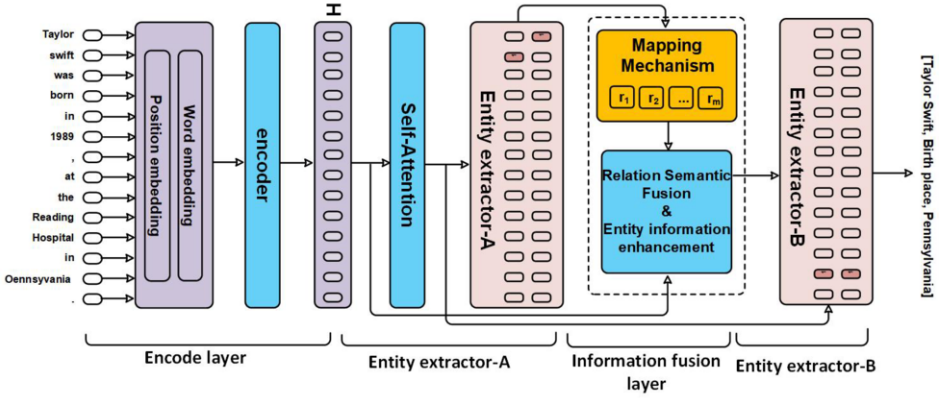 Taylor
swift
was
born
in
1989
,
at
the
Reading
Hospital
in
Oennsyvania
.
Position embedding
Word embedding
encoder
H
Self-Attention
Entity extractor-A
Mapping
Mechanism
r1 r2 ... rm
Relation Semantic
Fusion
&
Entity information
enhancement
Entity extractor-B
[Taylor Swift, Birth place, Pennsylvania]
Encode layer
Entity extractor-A
Information fusion
layer
Entity extractor-B